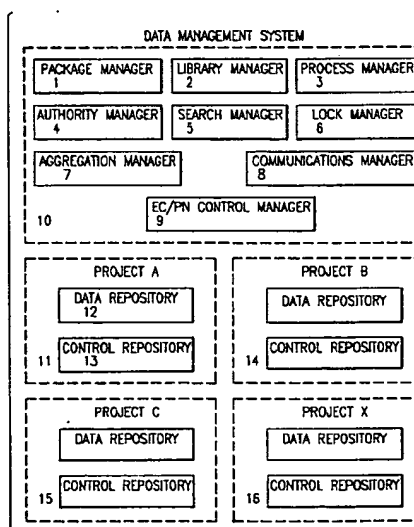 DATA MANAGEMENT SYSTEM
PACKAGE MANAGER LIBRARY MANAGER PROCESS MANAGER
1 2 3
AUTHORITY MANAGER SEARCH MANAGER LOCK MANAGER
4 5 6
AGGREGATION MANAGER COMMUNICATIONS MANAGER
7 8
EC/PN CONTROL MANAGER
10 9
PROJECT A PROJECT B
DATA REPOSITORY DATA REPOSITORY
12
CONTROL REPOSITORY CONTROL REPOSITORY
11 13 14
PROJECT C PROJECT X
DATA REPOSITORY DATA REPOSITORY
CONTROL REPOSITORY CONTROL REPOSITORY
15 16